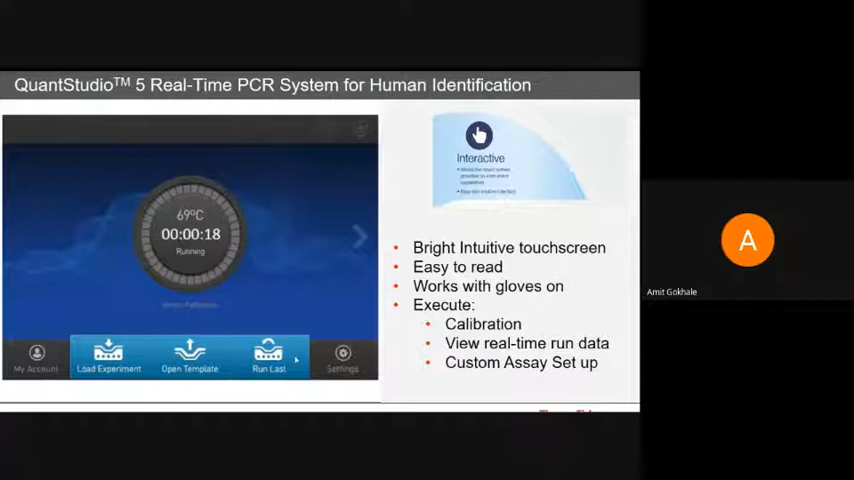 QuantStudio™ 5 Real-Time PCR System for Human Identification
69°C
00:00:18
Running
My Account
Load Experiment
Open Template
Run Last
Settings
Interactive
• Bright Intuitive touchscreen
• Easy to read
• Works with gloves on
• Execute:
• Calibration
• View real-time run data
• Custom Assay Set up
A
Amit Gokhale